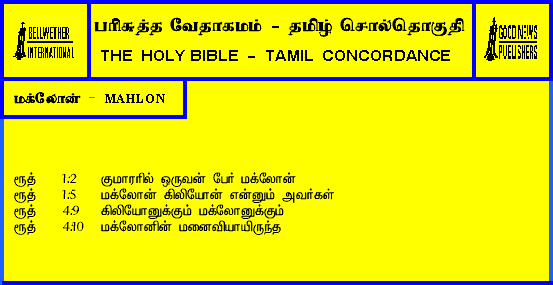 BELLWETHER
INTERNATIONAL
பரிசுத்த வேதாகமம் - தமிழ் சொல்தொகுதி
THE HOLY BIBLE - TAMIL CONCORDANCE
GOOD NEWS
PUBLISHERS
மக்லோன் - MAHLON
ரூத் 1:2 குமாரரில் ஒருவன் பேர் மக்லோன்
ரூத் 1:5 மக்லோன் கிலியோன் என்னும் அவர்கள்
ரூத் 4:9 கிலியோனுக்கும் மக்லோனுக்கும்
ரூத் 4:10 மக்லோனின் மனைவியாயிருந்த